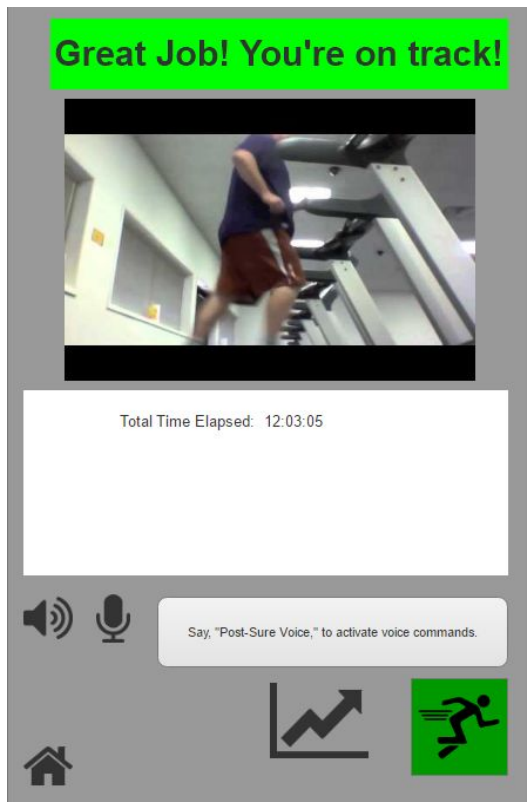 Great Job! You're on track!
Total Time Elapsed: 12:03:05
Say, "Post-Sure Voice," to activate voice commands.